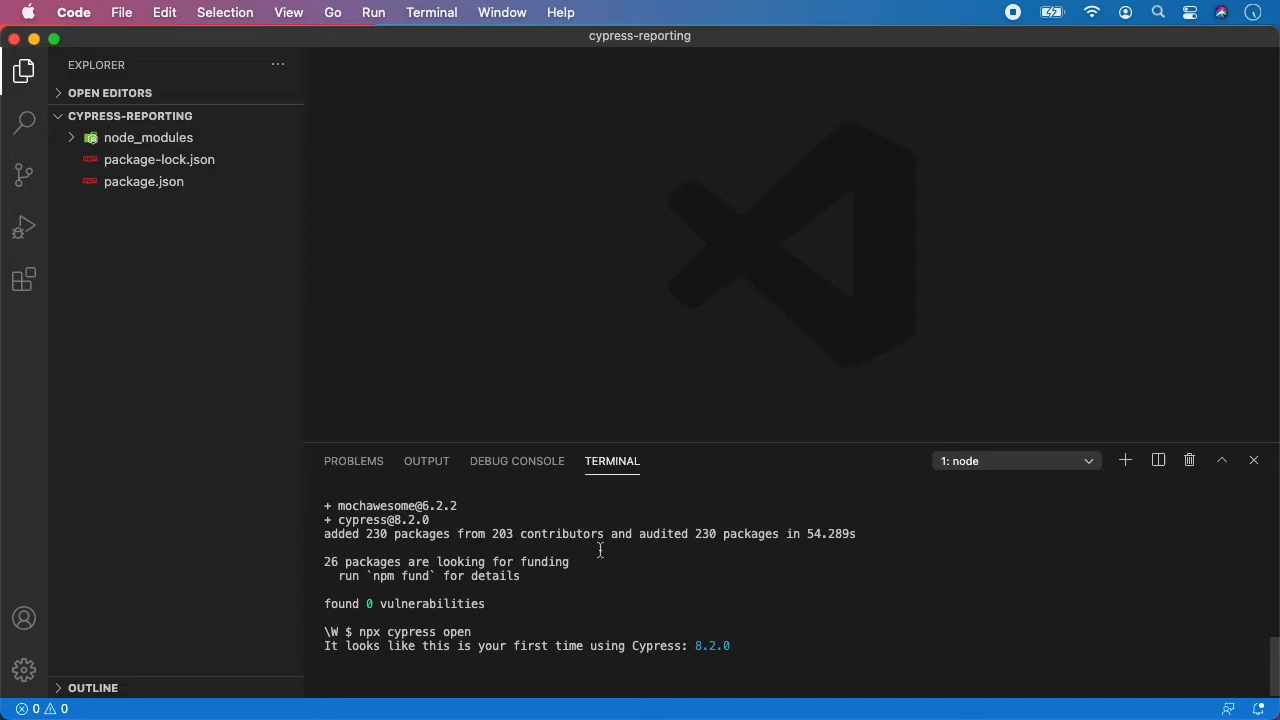 Code File Edit Selection View Go Run Terminal Window Help
cypress-reporting
EXPLORER
OPEN EDITORS
CYPRESS-REPORTING
node_modules
package-lock.json
package.json
PROBLEMS OUTPUT DEBUG CONSOLE TERMINAL 1: node
+ mochawesome@6.2.2
+ cypress@8.2.0
added 230 packages from 203 contributors and audited 230 packages in 54.289s
26 packages are looking for funding
run `npm fund` for details
found 0 vulnerabilities
\W $ npx cypress open
It looks like this is your first time using Cypress: 8.2.0
OUTLINE
0 0